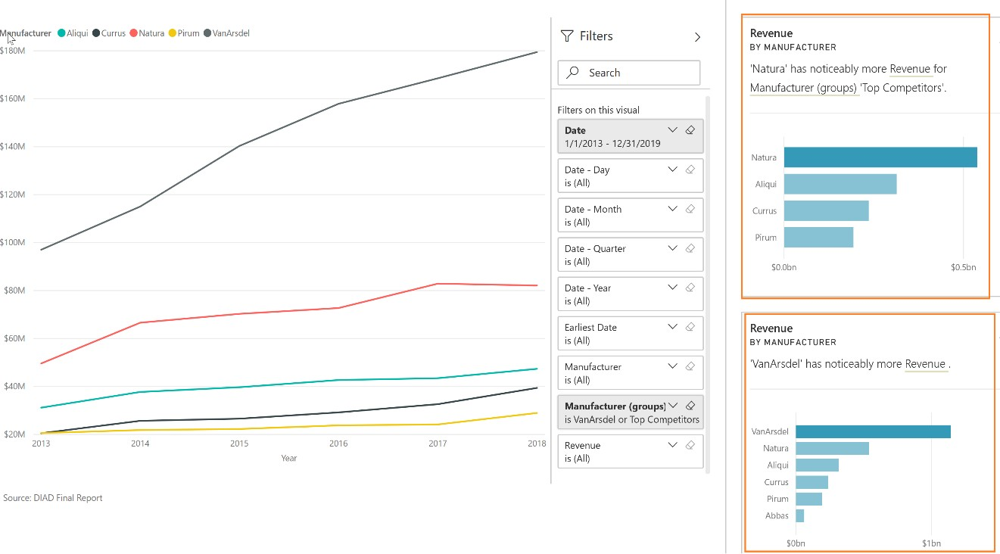 Manufacturer Aliqui Currus Natura Pirum VanArsdel
$180M
$160M
$140M
$120M
$100M
$80M
$60M
$40M
$20M
2013 2014 2015 2016 2017 2018
Year
Source: DIAD Final Report
Filters
Search
Filters on this visual
Date
1/1/2013 - 12/31/2019
Date - Day
is (All)
Date - Month
is (All)
Date - Quarter
is (All)
Date - Year
is (All)
Earliest Date
is (All)
Manufacturer
is (All)
Manufacturer (groups)
is VanArsdel or Top Competitors
Revenue
is (All)
Revenue
BY MANUFACTURER
'Natura' has noticeably more Revenue for
Manufacturer (groups) 'Top Competitors'.
Natura
Aliqui
Currus
Pirum
$0.0bn $0.5bn
Revenue
BY MANUFACTURER
'VanArsdel' has noticeably more Revenue .
VanArsdel
Natura
Aliqui
Currus
Pirum
Abbas
$0bn $1bn